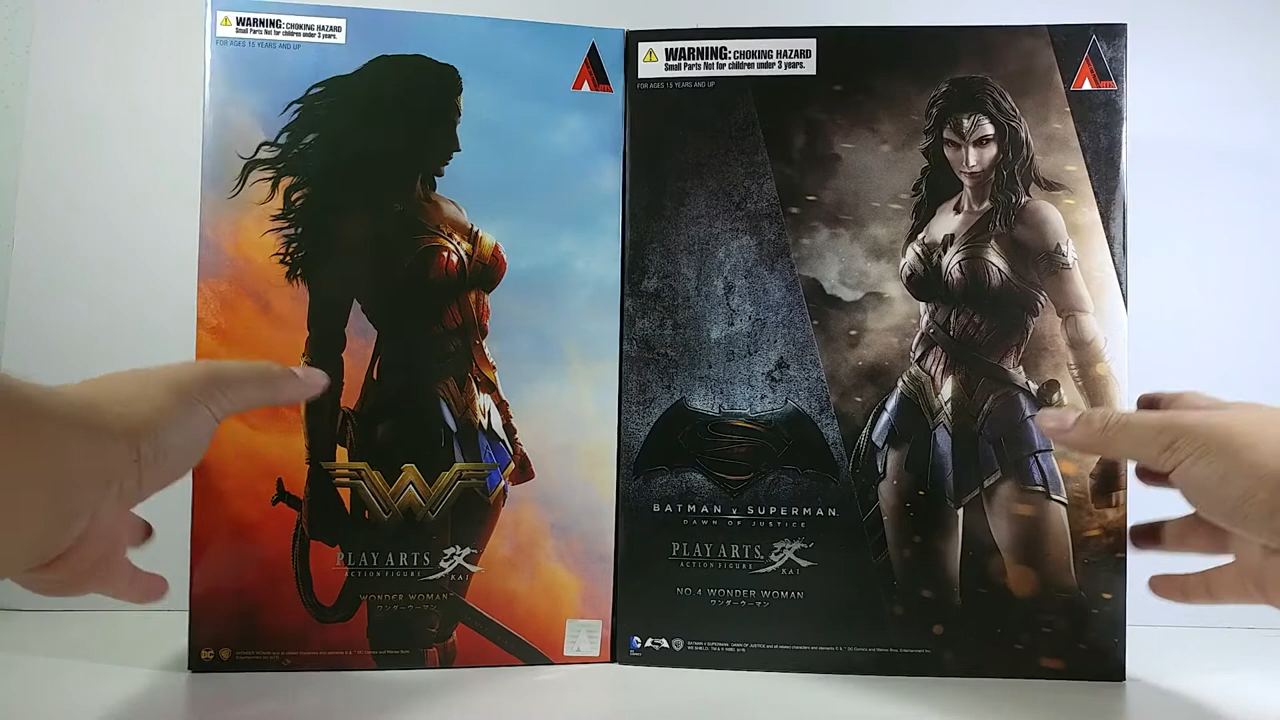 WARNING: CHOKING HAZARD
Small Parts Not for children under 3 years.
FOR AGES 15 YEARS AND UP
PLAY ARTS 改
ACTION FIGURE KAI
WONDER WOMAN™
ワンダーウーマン
DC
WARNING: CHOKING HAZARD
Small Parts Not for children under 3 years.
FOR AGES 15 YEARS AND UP
BATMAN v SUPERMAN
DAWN OF JUSTICE
PLAY ARTS 改
ACTION FIGURE KAI
NO.4 WONDER WOMAN
ワンダーウーマン